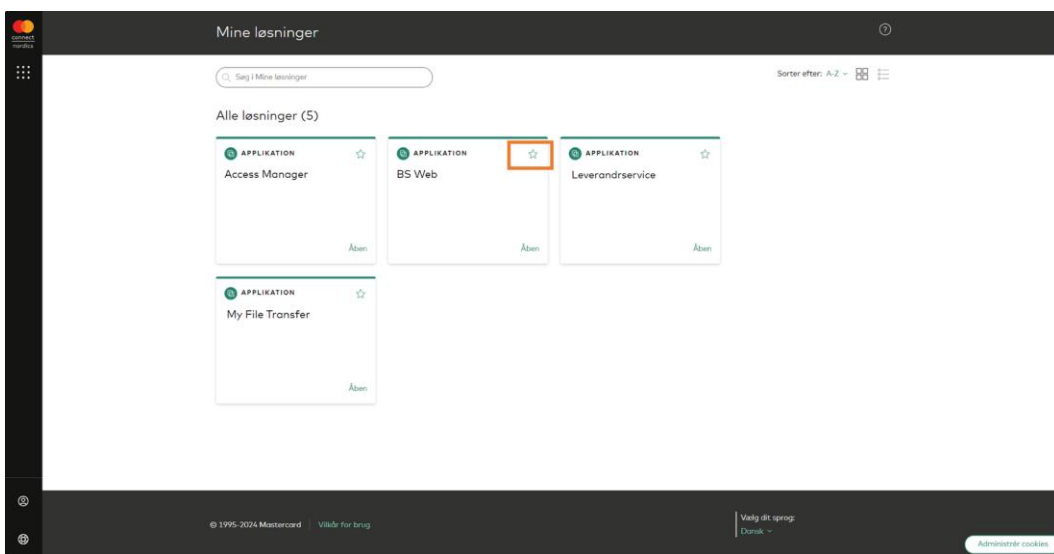 connect
nordics
Mine løsninger
Søg i Mine løsninger
Sorter efter: A-Z
Alle løsninger (5)
APPLIKATION
Access Manager
Åben
APPLIKATION
BS Web
Åben
APPLIKATION
Leverandrservice
Åben
APPLIKATION
My File Transfer
Åben
© 1995-2024 Mastercard
Vilkår for brug
Vælg dit sprog:
Dansk
Administrér cookies